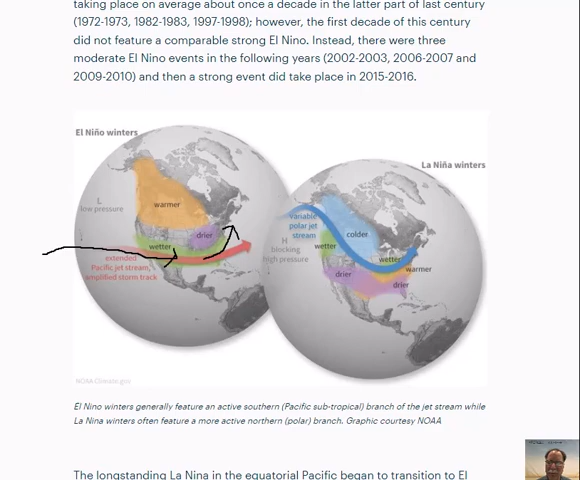 taking place on average about once a decade in the latter part of last century
(1972-1973, 1982-1983, 1997-1998); however, the first decade of this century
did not feature a comparable strong El Nino. Instead, there were three
moderate El Nino events in the following years (2002-2003, 2006-2007 and
2009-2010) and then a strong event did take place in 2015-2016.
El Niño winters
L
low pressure
warmer
drier
wetter
extended
Pacific jet stream,
amplified storm track
La Niña winters
variable
polar jet
stream
H
blocking
high pressure
colder
wetter
wetter
warmer
drier
drier
NOAA Climate.gov
El Nino winters generally feature an active southern (Pacific sub-tropical) branch of the jet stream while
La Nina winters often feature a more active northern (polar) branch. Graphic courtesy NOAA
The longstanding La Nina in the equatorial Pacific began to transition to El